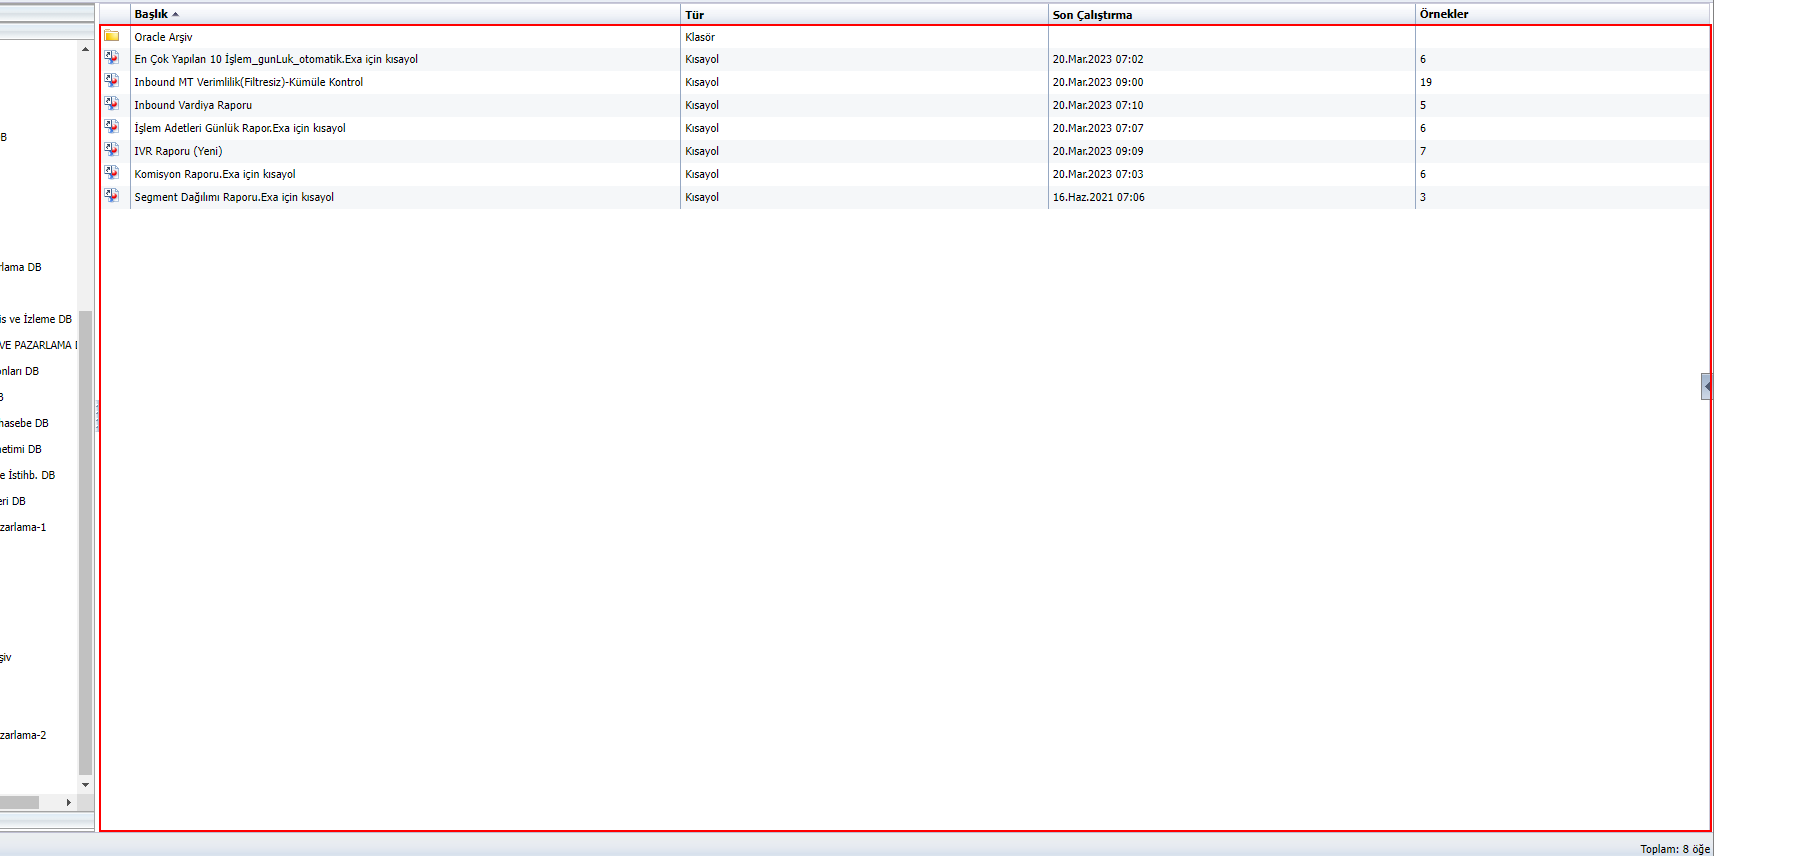 Başlık Tür Son Çalıştırma Örnekler
Oracle Arşiv Klasör
En Çok Yapılan 10 İşlem_gunLuk_otomatik.Exa için kısayol Kısayol 20.Mar.2023 07:02 6
Inbound MT Verimlilik(Filtresiz)-Kümüle Kontrol Kısayol 20.Mar.2023 09:00 19
Inbound Vardiya Raporu Kısayol 20.Mar.2023 07:10 5
İşlem Adetleri Günlük Rapor.Exa için kısayol Kısayol 20.Mar.2023 07:07 6
IVR Raporu (Yeni) Kısayol 20.Mar.2023 09:09 7
Komisyon Raporu.Exa için kısayol Kısayol 20.Mar.2023 07:03 6
Segment Dağılımı Raporu.Exa için kısayol Kısayol 16.Haz.2021 07:06 3
B
rlama DB
is ve İzleme DB
VE PAZARLAMA
onları DB
B
hasebe DB
netimi DB
e İstihb. DB
eri DB
zarlama-1
şiv
zarlama-2
Toplam: 8 öğe